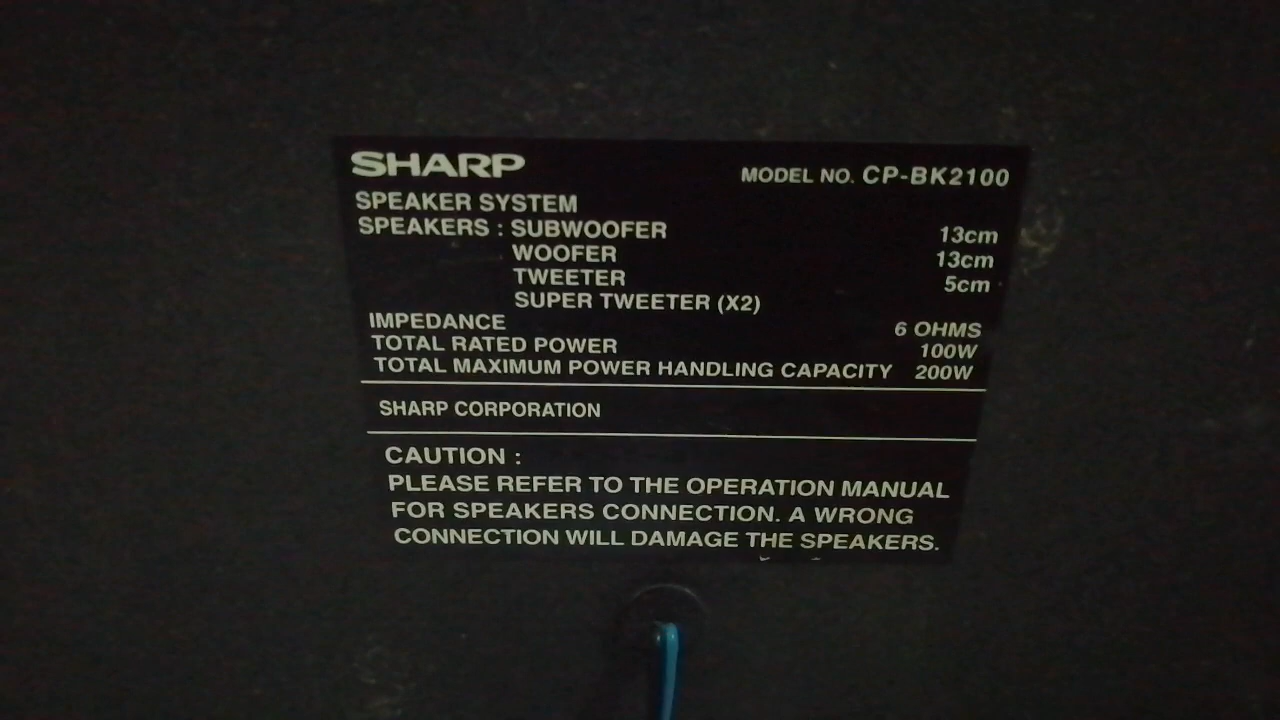 SHARP MODEL NO. CP-BK2100
SPEAKER SYSTEM
SPEAKERS : SUBWOOFER 13cm
WOOFER 13cm
TWEETER 5cm
SUPER TWEETER (X2)
IMPEDANCE 6 OHMS
TOTAL RATED POWER 100W
TOTAL MAXIMUM POWER HANDLING CAPACITY 200W
SHARP CORPORATION
CAUTION :
PLEASE REFER TO THE OPERATION MANUAL
FOR SPEAKERS CONNECTION. A WRONG
CONNECTION WILL DAMAGE THE SPEAKERS.